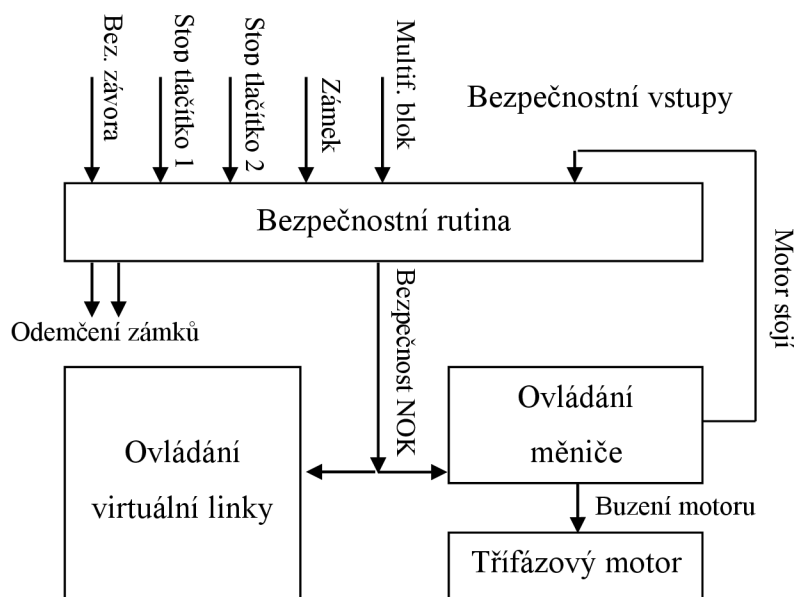 Bez. závora
Stop tlačítko 1
Stop tlačítko 2
Zámek
Multif. blok
Bezpečnostní vstupy
Bezpečnostní rutina
Odemčení zámků
Bezpečnost NOK
Motor stojí
Ovládání
virtuální linky
Ovládání
měniče
Buzení motoru
Třífázový motor